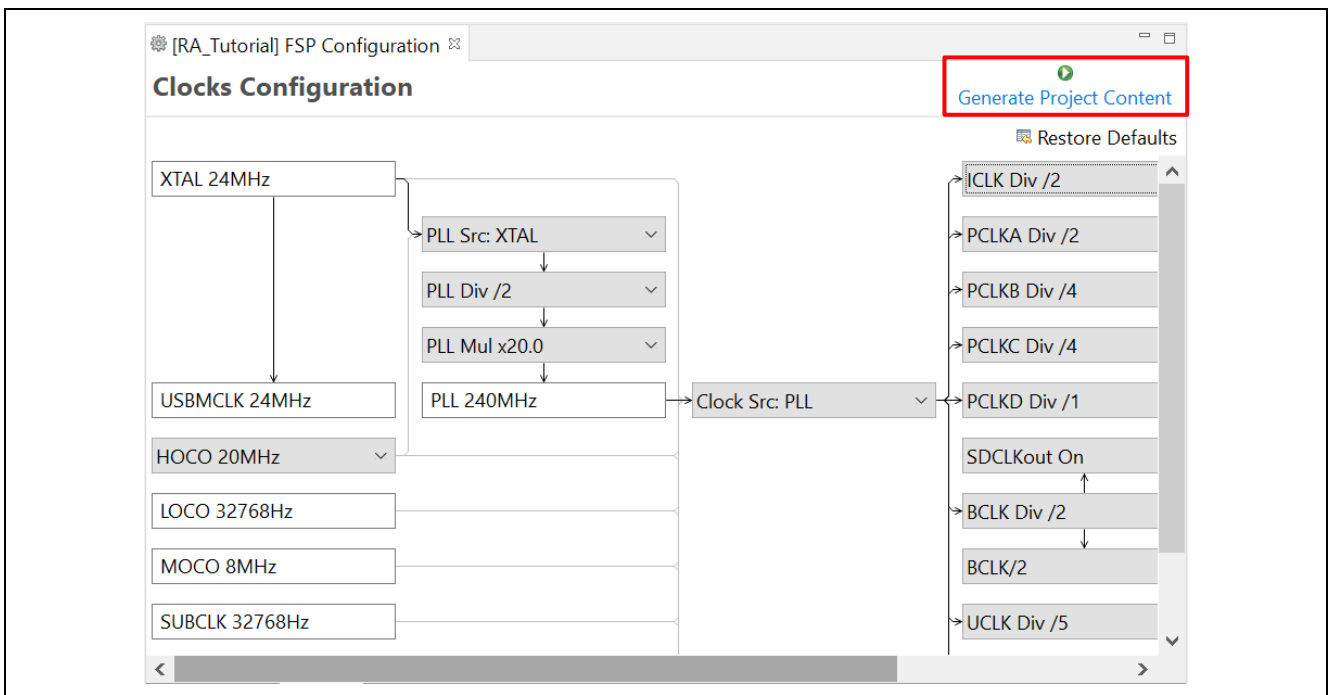 [RA_Tutorial] FSP Configuration
Clocks Configuration
Generate Project Content
Restore Defaults
XTAL 24MHz
ICLK Div /2
PLL Src: XTAL
PCLKA Div /2
PLL Div /2
PCLKB Div /4
PLL Mul x20.0
PCLKC Div /4
USBMCLK 24MHz
PLL 240MHz
Clock Src: PLL
PCLKD Div /1
HOCO 20MHz
SDCLKout On
LOCO 32768Hz
BCLK Div /2
MOCO 8MHz
BCLK/2
SUBCLK 32768Hz
UCLK Div /5